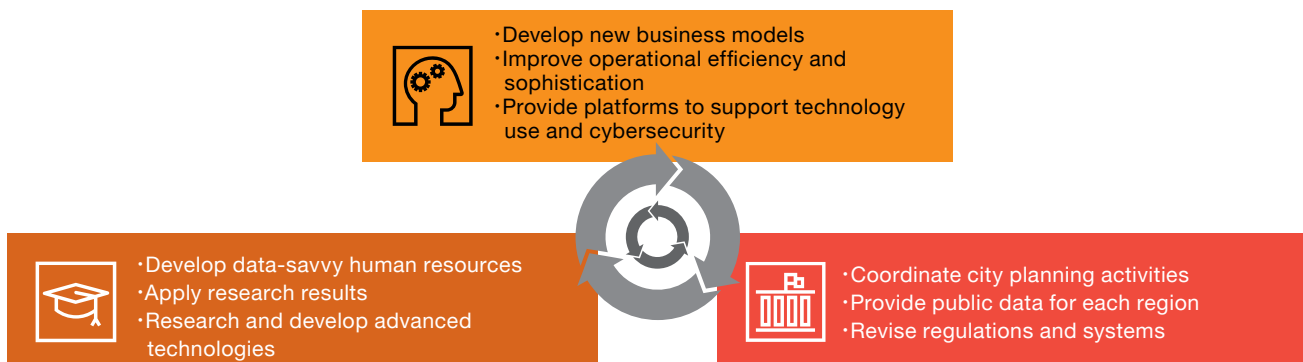 ·Develop new business models
·Improve operational efficiency and
sophistication
·Provide platforms to support technology
use and cybersecurity
·Develop data-savvy human resources
·Apply research results
·Research and develop advanced
technologies
·Coordinate city planning activities
·Provide public data for each region
·Revise regulations and systems